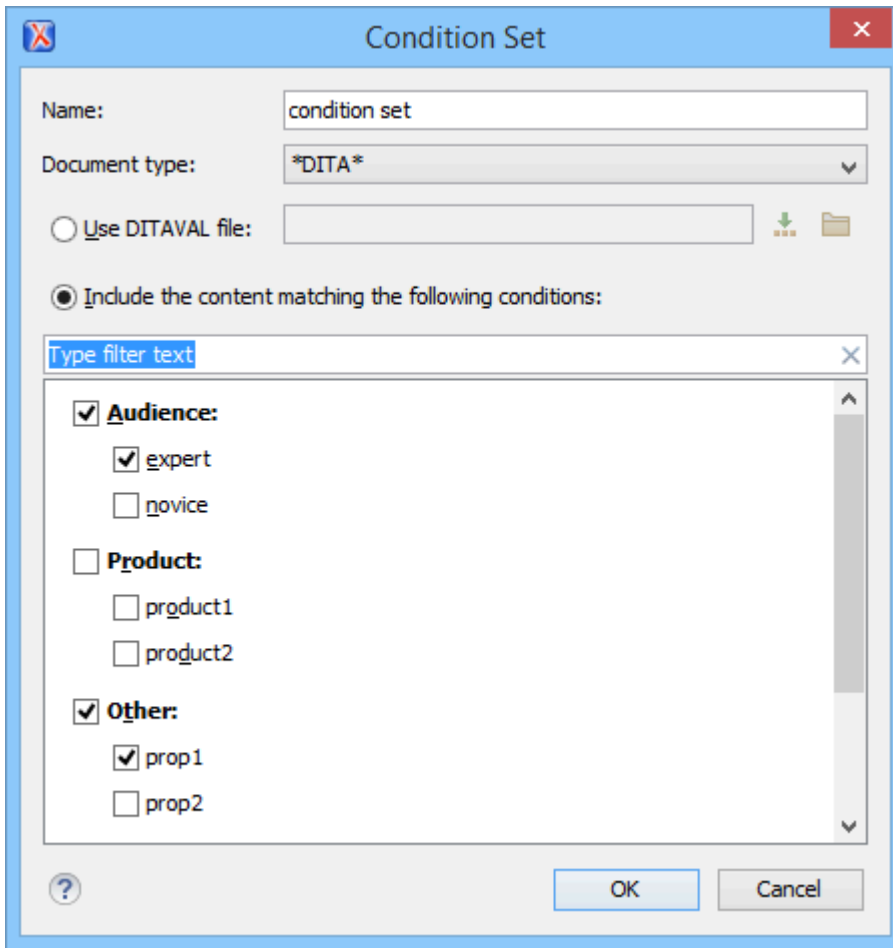 Condition Set
Name: condition set
Document type: *DITA*
Use DITAVAL file:
Include the content matching the following conditions:
Type filter text
Audience:
expert
novice
Product:
product1
product2
Other:
prop1
prop2
? OK Cancel